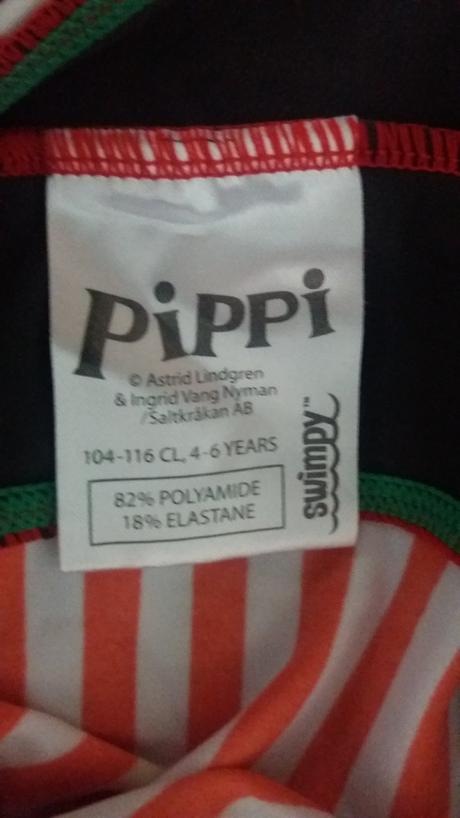 PiPPi
© Astrid Lindgren
& Ingrid Vang Nyman
/Saltkråkan AB
104-116 CL, 4-6 YEARS
82% POLYAMIDE
18% ELASTANE
swimpy™